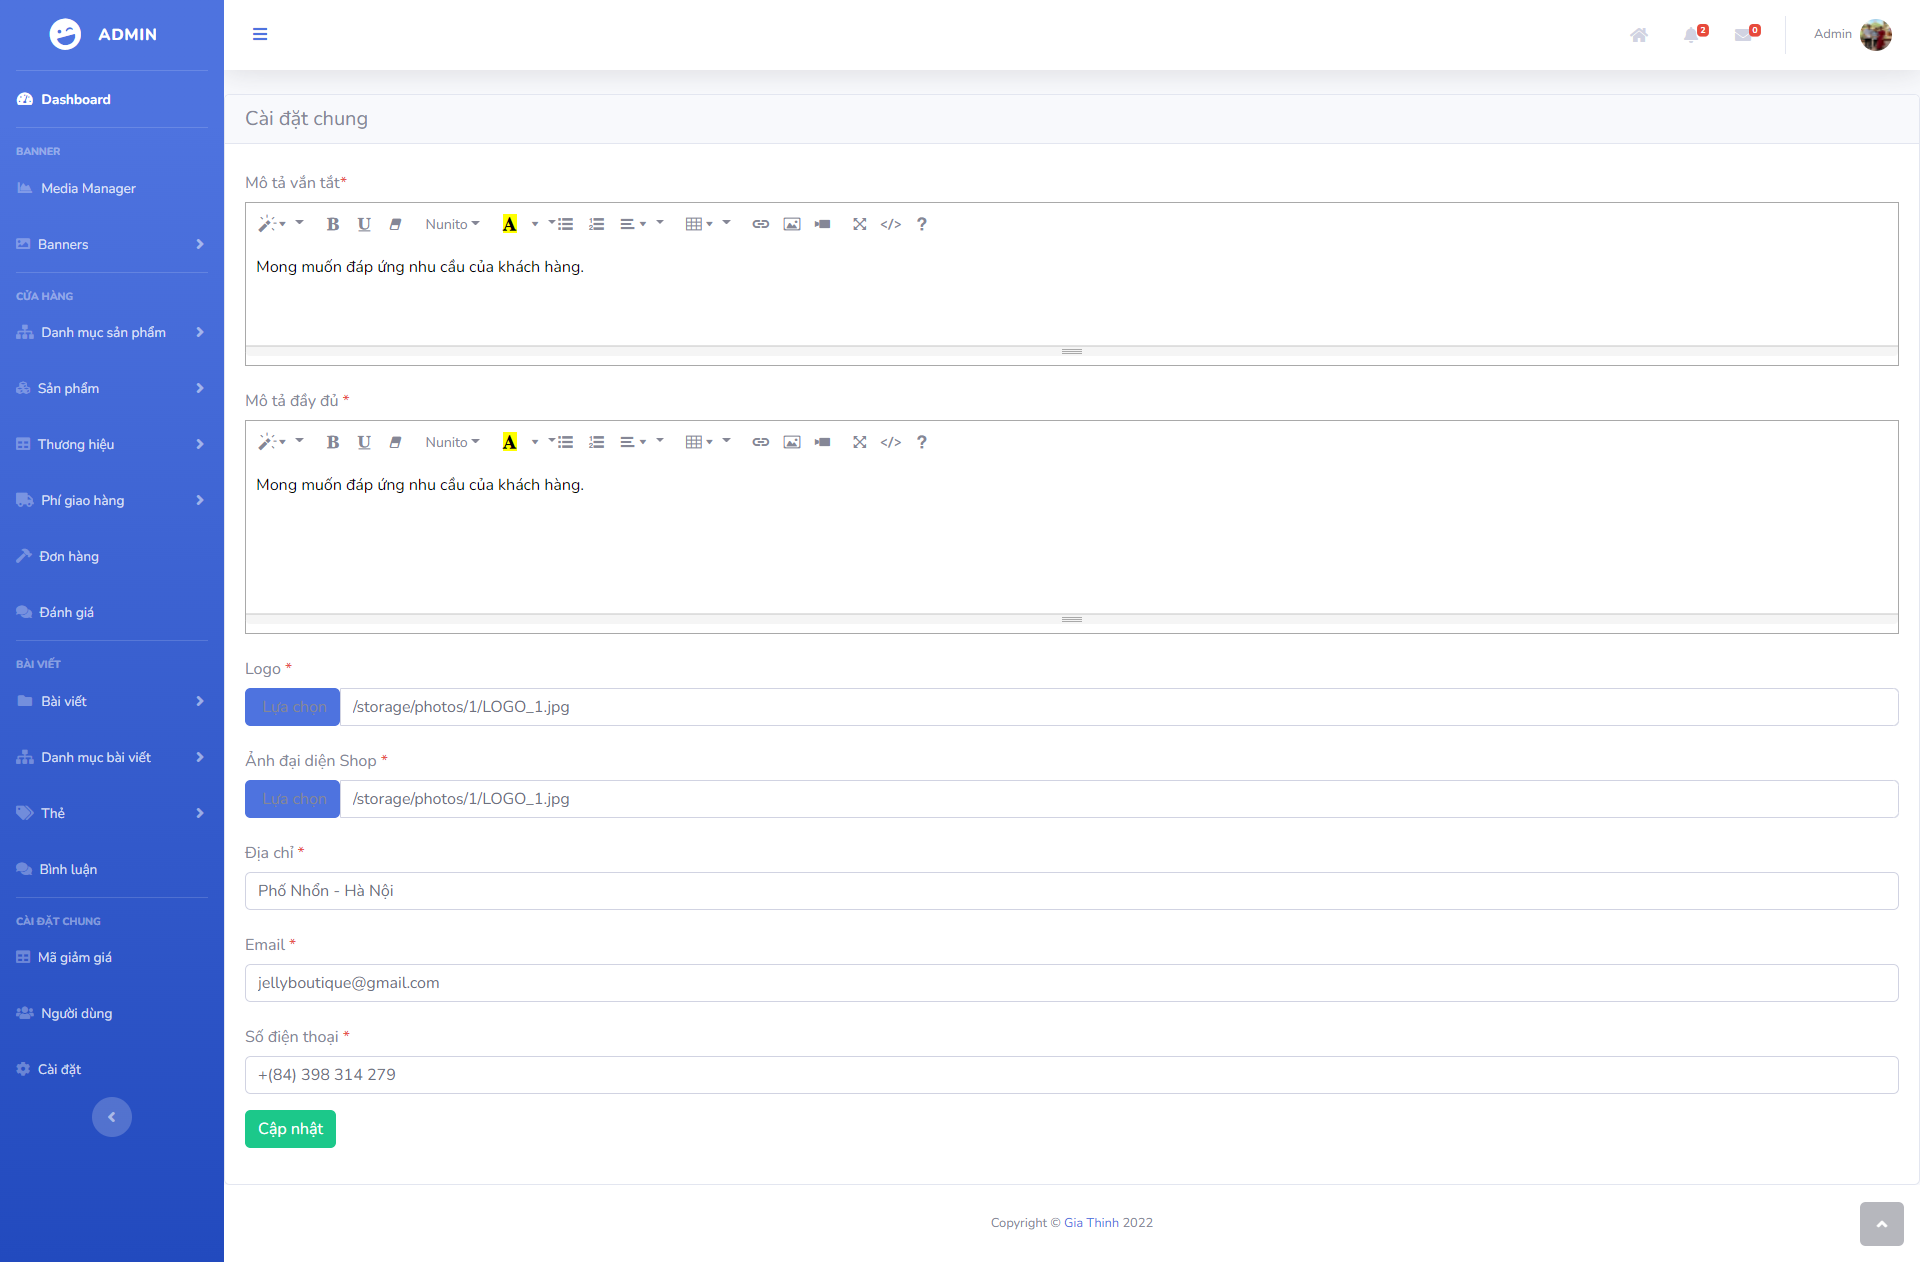 ADMIN
Dashboard
BANNER
Media Manager
Banners
CỬA HÀNG
Danh mục sản phẩm
Sản phẩm
Thương hiệu
Phí giao hàng
Đơn hàng
Đánh giá
BÀI VIẾT
Bài viết
Danh mục bài viết
Thẻ
Bình luận
CÀI ĐẶT CHUNG
Mã giảm giá
Người dùng
Cài đặt
2
0
Admin
Cài đặt chung
Mô tả vắn tắt*
B U Nunito A </> ?
Mong muốn đáp ứng nhu cầu của khách hàng.
Mô tả đầy đủ *
B U Nunito A </> ?
Mong muốn đáp ứng nhu cầu của khách hàng.
Logo *
Lựa chọn /storage/photos/1/LOGO_1.jpg
Ảnh đại diện Shop *
Lựa chọn /storage/photos/1/LOGO_1.jpg
Địa chỉ *
Phố Nhổn - Hà Nội
Email *
jellyboutique@gmail.com
Số điện thoại *
+(84) 398 314 279
Cập nhật
Copyright © Gia Thinh 2022